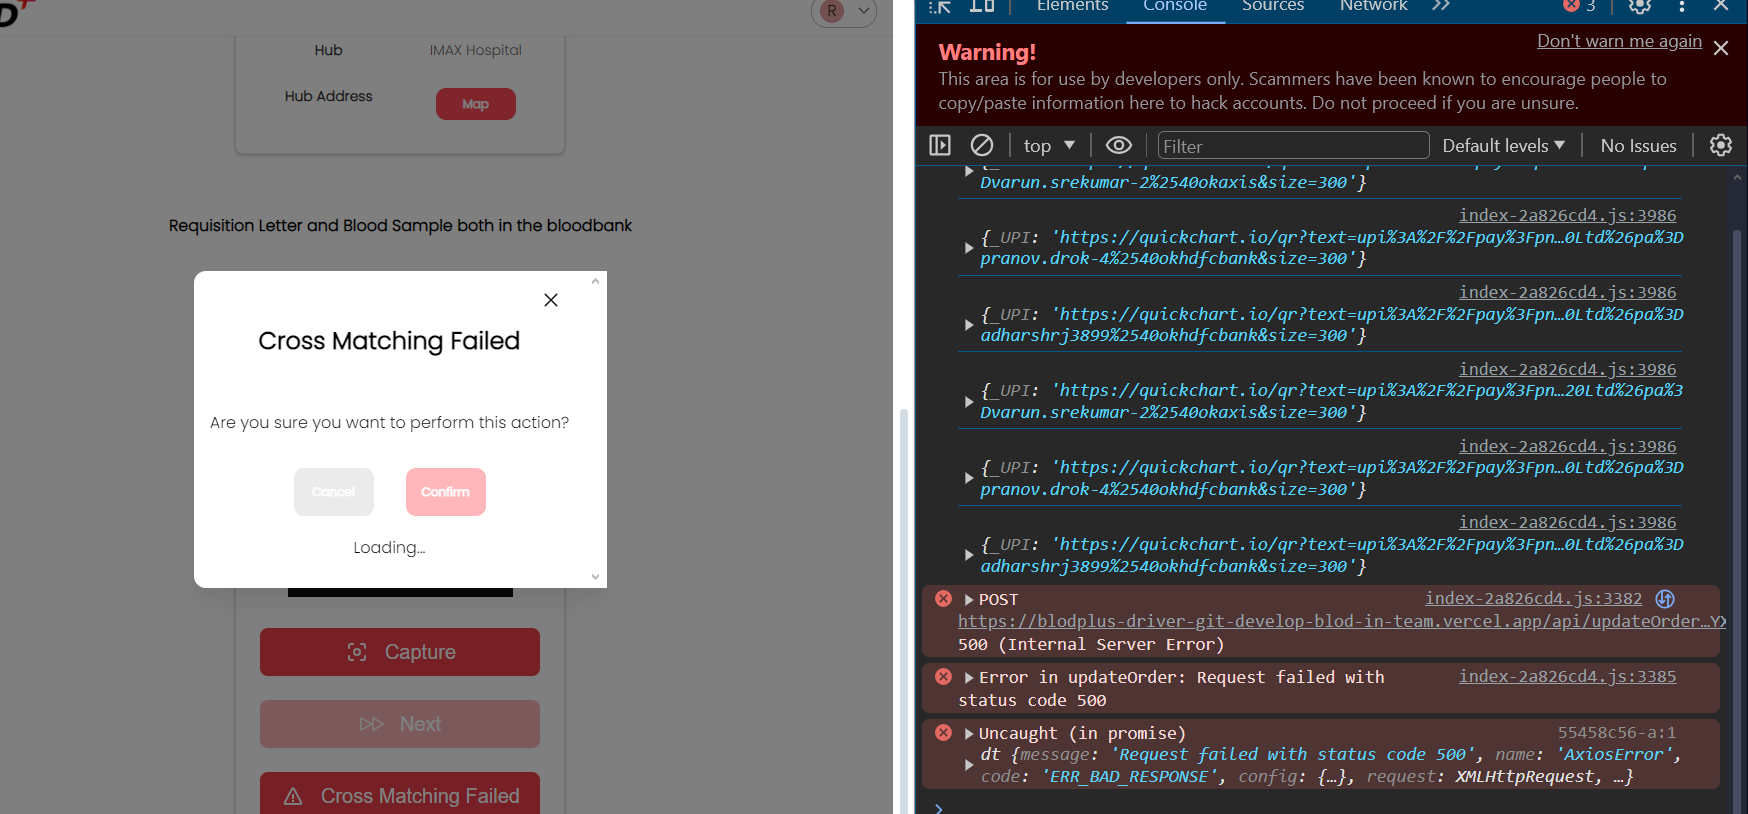 D+
R
Hub
IMAX Hospital
Hub Address
Map
Requisition Letter and Blood Sample both in the bloodbank
Cross Matching Failed
Are you sure you want to perform this action?
Cancel
Confirm
Loading...
Capture
Next
Cross Matching Failed
Elements
Console
Sources
Network
3
Warning!
Don't warn me again
This area is for use by developers only. Scammers have been known to encourage people to
copy/paste information here to hack accounts. Do not proceed if you are unsure.
top
Filter
Default levels
No Issues
Dvarun.srekumar-2%2540okaxis&size=300'}
index-2a826cd4.js:3986
{_UPI: 'https://quickchart.io/qr?text=upi%3A%2F%2Fpay%3Fpn…0Ltd%26pa%3D
pranov.drok-4%2540okhdfcbank&size=300'}
index-2a826cd4.js:3986
{_UPI: 'https://quickchart.io/qr?text=upi%3A%2F%2Fpay%3Fpn…0Ltd%26pa%3D
adharshrj3899%2540okhdfcbank&size=300'}
index-2a826cd4.js:3986
{_UPI: 'https://quickchart.io/qr?text=upi%3A%2F%2Fpay%3Fpn…20Ltd%26pa%3
Dvarun.srekumar-2%2540okaxis&size=300'}
index-2a826cd4.js:3986
{_UPI: 'https://quickchart.io/qr?text=upi%3A%2F%2Fpay%3Fpn…0Ltd%26pa%3D
pranov.drok-4%2540okhdfcbank&size=300'}
index-2a826cd4.js:3986
{_UPI: 'https://quickchart.io/qr?text=upi%3A%2F%2Fpay%3Fpn…0Ltd%26pa%3D
adharshrj3899%2540okhdfcbank&size=300'}
POST
index-2a826cd4.js:3382
https://blodplus-driver-git-develop-blod-in-team.vercel.app/api/updateOrder…YX
500 (Internal Server Error)
Error in updateOrder: Request failed with
index-2a826cd4.js:3385
status code 500
Uncaught (in promise)
55458c56-a:1
dt {message: 'Request failed with status code 500', name: 'AxiosError',
code: 'ERR_BAD_RESPONSE', config: {…}, request: XMLHttpRequest, …}